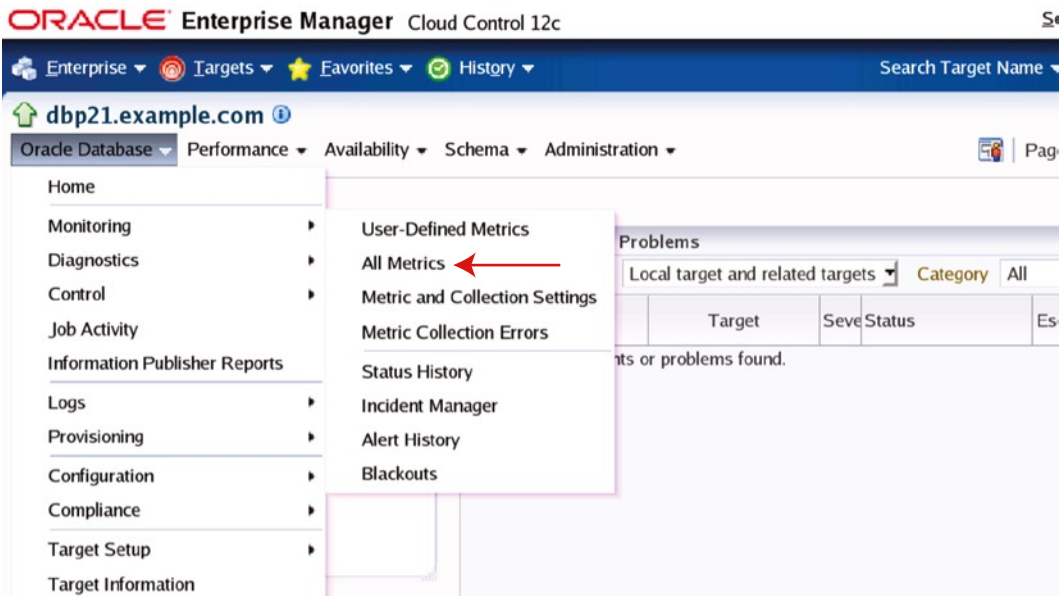 ORACLE Enterprise Manager Cloud Control 12c
Enterprise Targets Favorites History Search Target Name
dbp21.example.com
Oracle Database Performance Availability Schema Administration
Home
Monitoring
Diagnostics
Control
Job Activity
Information Publisher Reports
Logs
Provisioning
Configuration
Compliance
Target Setup
Target Information
User-Defined Metrics
All Metrics
Metric and Collection Settings
Metric Collection Errors
Status History
Incident Manager
Alert History
Blackouts
Problems
Local target and related targets Category All
Target Seve Status Es
or problems found.